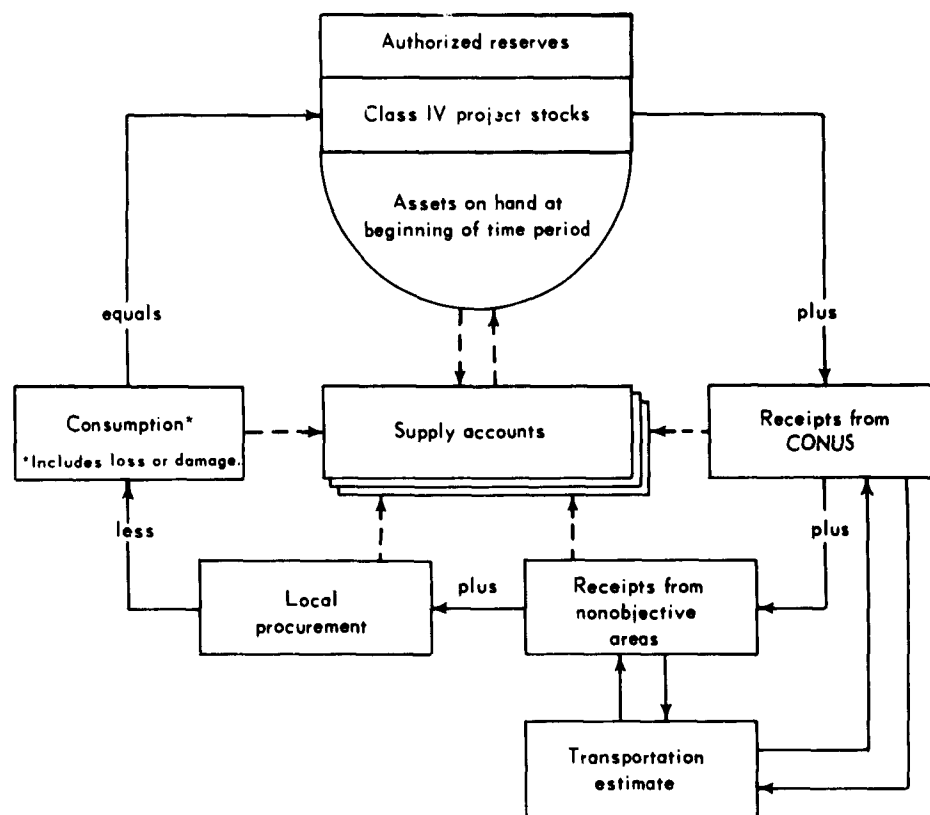 Authorized reserves
Class IV project stocks
Assets on hand at
beginning of time period
equals
plus
Consumption*
*Includes loss or damage.
Supply accounts
Receipts from
CONUS
less
plus
plus
Local
procurement
Receipts from
nonobjective
areas
Transportation
estimate